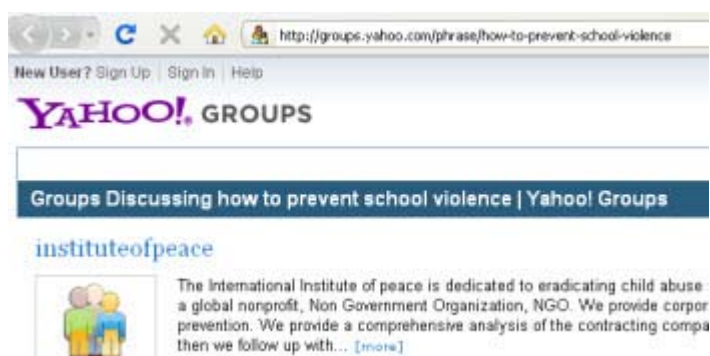 http://groups.yahoo.com/phrase/how-to-prevent-school-violence
New User? Sign Up Sign In Help
YAHOO!. GROUPS
Groups Discussing how to prevent school violence | Yahoo! Groups
instituteofpeace
The International Institute of peace is dedicated to eradicating child abuse
a global nonprofit, Non Government Organization, NGO. We provide corpor
prevention. We provide a comprehensive analysis of the contracting compa
then we follow up with... [more]